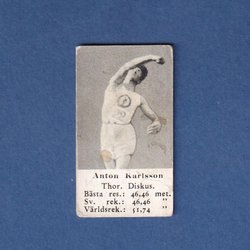 Anton Karlsson
Thor. Diskus.
Bästa res.: 46,46 met.
Sv. rek.: 46,46 "
Världsrek.: 51,74 "